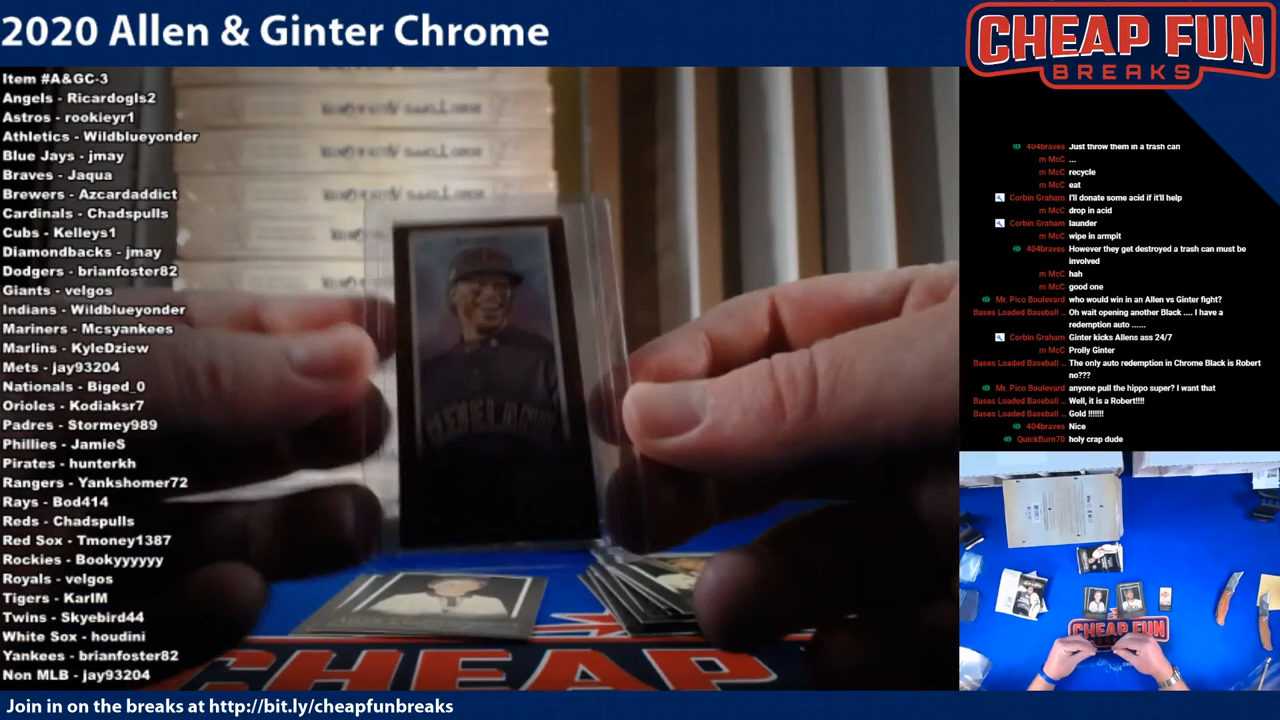 2020 Allen & Ginter Chrome
CHEAP FUN
BREAKS
Item #A&GC-3
Angels - Ricardogls2
Astros - rookieyr1
Athletics - Wildblueyonder
Blue Jays - jmay
Braves - Jaqua
Brewers - Azcardaddict
Cardinals - Chadspulls
Cubs - Kelleys1
Diamondbacks - jmay
Dodgers - brianfoster82
Giants - velgos
Indians - Wildblueyonder
Mariners - Mcsyankees
Marlins - KyleDziew
Mets - jay93204
Nationals - Biged_0
Orioles - Kodiaksr7
Padres - Stormey989
Phillies - JamieS
Pirates - hunterkh
Rangers - Yankshomer72
Rays - Bod414
Reds - Chadspulls
Red Sox - Tmoney1387
Rockies - Bookyyyyyy
Royals - velgos
Tigers - KarlM
Twins - Skyebird44
White Sox - houdini
Yankees - brianfoster82
Non MLB - jay93204
404braves Just throw them in a trash can
m McC ...
m McC recycle
m McC eat
Corbin Graham I'll donate some acid if it'll help
m McC drop in acid
Corbin Graham launder
m McC wipe in armpit
404braves However they get destroyed a trash can must be
involved
m McC hah
m McC good one
Mr. Pico Boulevard who would win in an Allen vs Ginter fight?
Bases Loaded Baseball ... Oh wait opening another Black .... I have a
redemption auto ......
Corbin Graham Ginter kicks Allens ass 24/7
m McC Prolly Ginter
Bases Loaded Baseball ... The only auto redemption in Chrome Black is Robert
no???
Mr. Pico Boulevard anyone pull the hippo super? I want that
Bases Loaded Baseball ... Well, it is a Robert!!!!
Bases Loaded Baseball ... Gold !!!!!!!
404braves Nice
QuickBurn70 holy crap dude
CLEVELAND
CHEAP
CHEAP FUN
Join in on the breaks at http://bit.ly/cheapfunbreaks